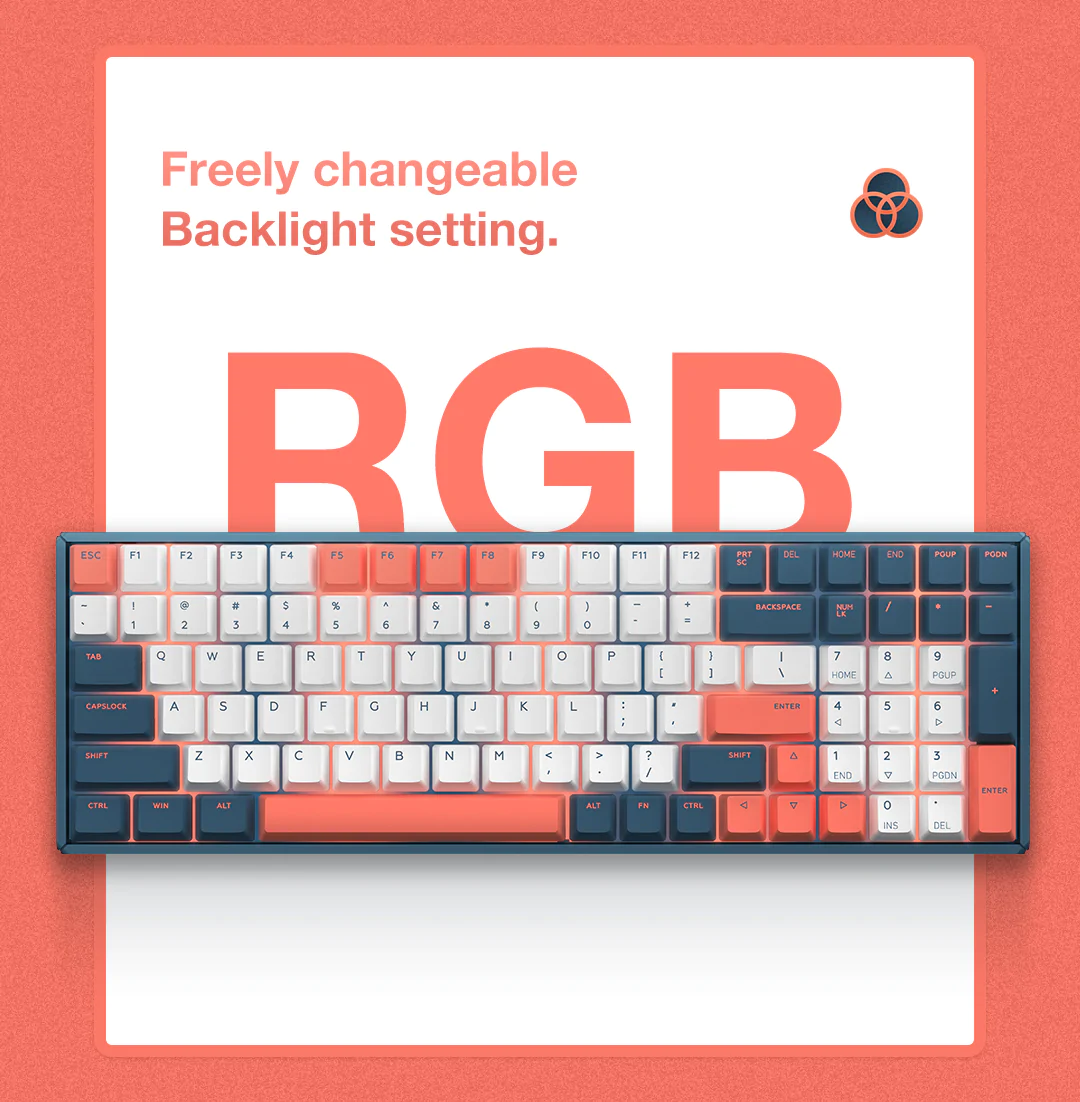 Freely changeable
Backlight setting.
RGB
ESC F1 F2 F3 F4 F5 F6 F7 F8 F9 F10 F11 F12 PRT SC DEL HOME END PGUP PGDN
~ ` ! 1 @ 2 # 3 $ 4 % 5 ^ 6 & 7 * 8 ( 9 ) 0 — - + = BACKSPACE NUM LK / * −
TAB Q W E R T Y U I O P { [ } ] | \ 7 HOME 8 △ 9 PGUP +
CAPSLOCK A S D F G H J K L : ; " , ENTER 4 ◁ 5 6 ▷
SHIFT Z X C V B N M < , > . ? / SHIFT △ 1 END 2 ▽ 3 PGDN ENTER
CTRL WIN ALT ALT FN CTRL ◁ ▽ ▷ 0 INS . DEL